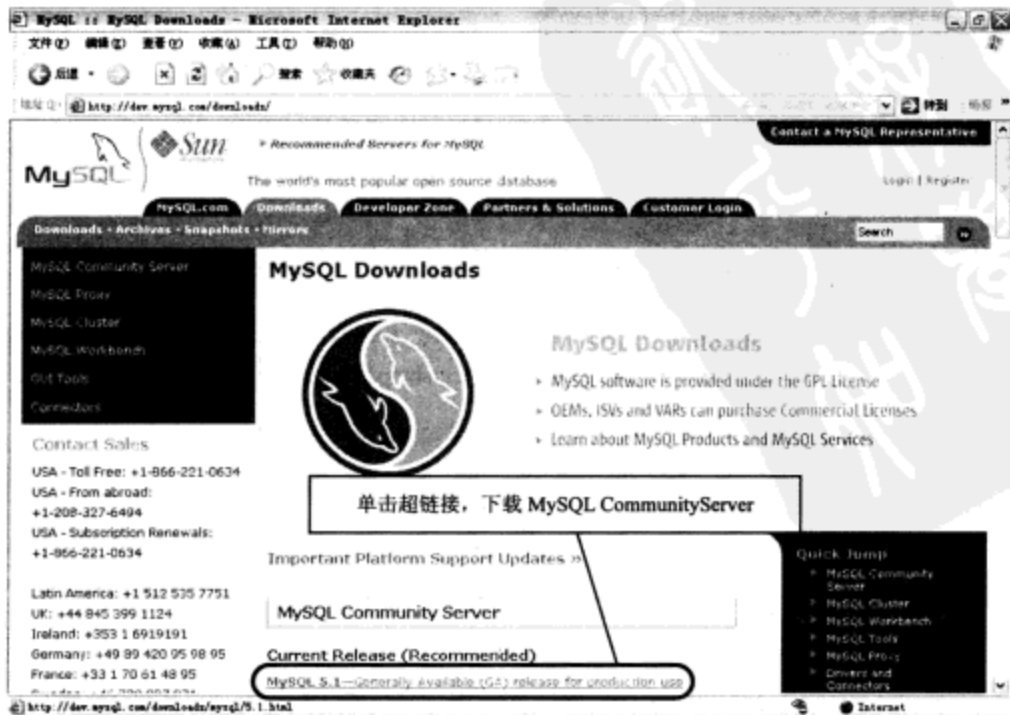 MySQL :: MySQL Downloads - Microsoft Internet Explorer
文件(F) 编辑(E) 查看(V) 收藏(A) 工具(T) 帮助(H)
后退 搜索 收藏夹
http://dev.mysql.com/downloads/ 转到
MySQL Sun » Recommended Servers for MySQL
Contact a MySQL Representative
The world's most popular open source database
Login | Register
MySQL.com Downloads Developer Zone Partners & Solutions Customer Login
Downloads • Archives • Snapshots • Mirrors
Search
MySQL Community Server
MySQL Proxy
MySQL Cluster
MySQL Workbench
GUI Tools
Connectors
Contact Sales
USA - Toll Free: +1-866-221-0634
USA - From abroad:
+1-208-327-6494
USA - Subscription Renewals:
+1-866-221-0634
Latin America: +1 512 535 7751
UK: +44 845 399 1124
Ireland: +353 1 6919191
Germany: +49 89 420 95 98 95
France: +33 1 70 61 48 95
MySQL Downloads
MySQL Downloads
» MySQL software is provided under the GPL License
» OEMs, ISVs and VARs can purchase Commercial Licenses
» Learn about MySQL Products and MySQL Services
单击超链接，下载 MySQL CommunityServer
Important Platform Support Updates »
MySQL Community Server
Current Release (Recommended)
MySQL 5.1—Generally Available (GA) release for production use
Quick Jump
MySQL Community
Server
MySQL Cluster
MySQL Workbench
MySQL Tools
MySQL Proxy
Drivers and
Connectors
http://dev.mysql.com/downloads/mysql/5.1.html
Internet